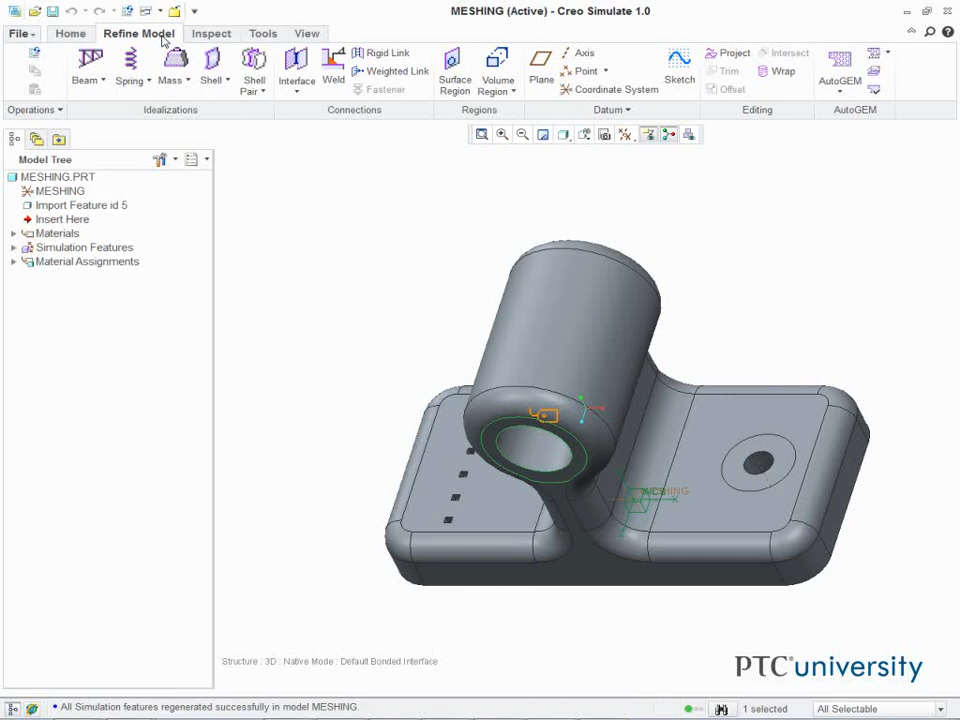 MESHING (Active) - Creo Simulate 1.0
File Home Refine Model Inspect Tools View
Beam Spring Mass Shell Shell Pair
Interface Weld Rigid Link
Weighted Link
Fastener
Surface Region Volume Region
Plane Axis
Point
Coordinate System
Sketch
Project Intersect
Trim Wrap
Offset
AutoGEM
Operations Idealizations Connections Regions Datum Editing AutoGEM
Model Tree
MESHING.PRT
MESHING
Import Feature id 5
Insert Here
Materials
Simulation Features
Material Assignments
Structure : 3D : Native Mode : Default Bonded Interface
PTC university
All Simulation features regenerated successfully in model MESHING.
1 selected
All Selectable